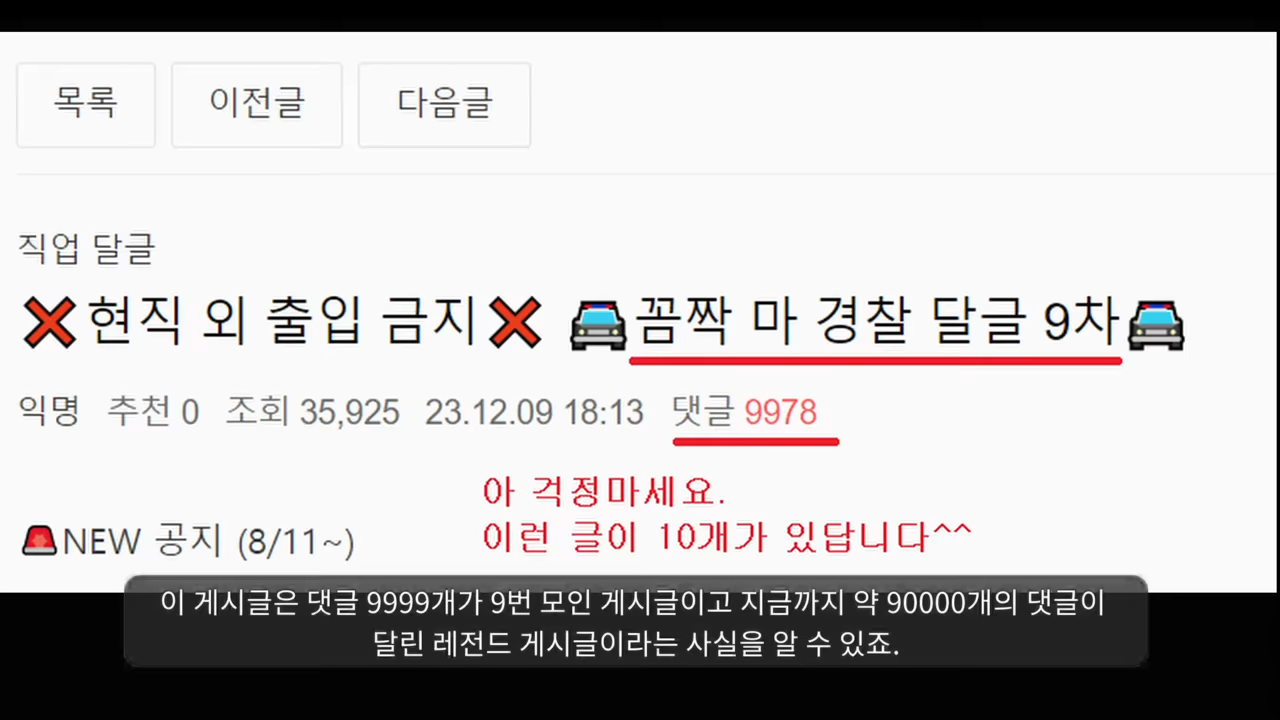 목록 이전글 다음글
직업 달글
❌현직 외 출입 금지❌ 🚔꼼짝 마 경찰 달글 9차🚔
익명 추천 0 조회 35,925 23.12.09 18:13 댓글 9978
아 걱정마세요.
이런 글이 10개가 있답니다^^
🚨NEW 공지 (8/11~)
이 게시글은 댓글 9999개가 9번 모인 게시글이고 지금까지 약 90000개의 댓글이
달린 레전드 게시글이라는 사실을 알 수 있죠.